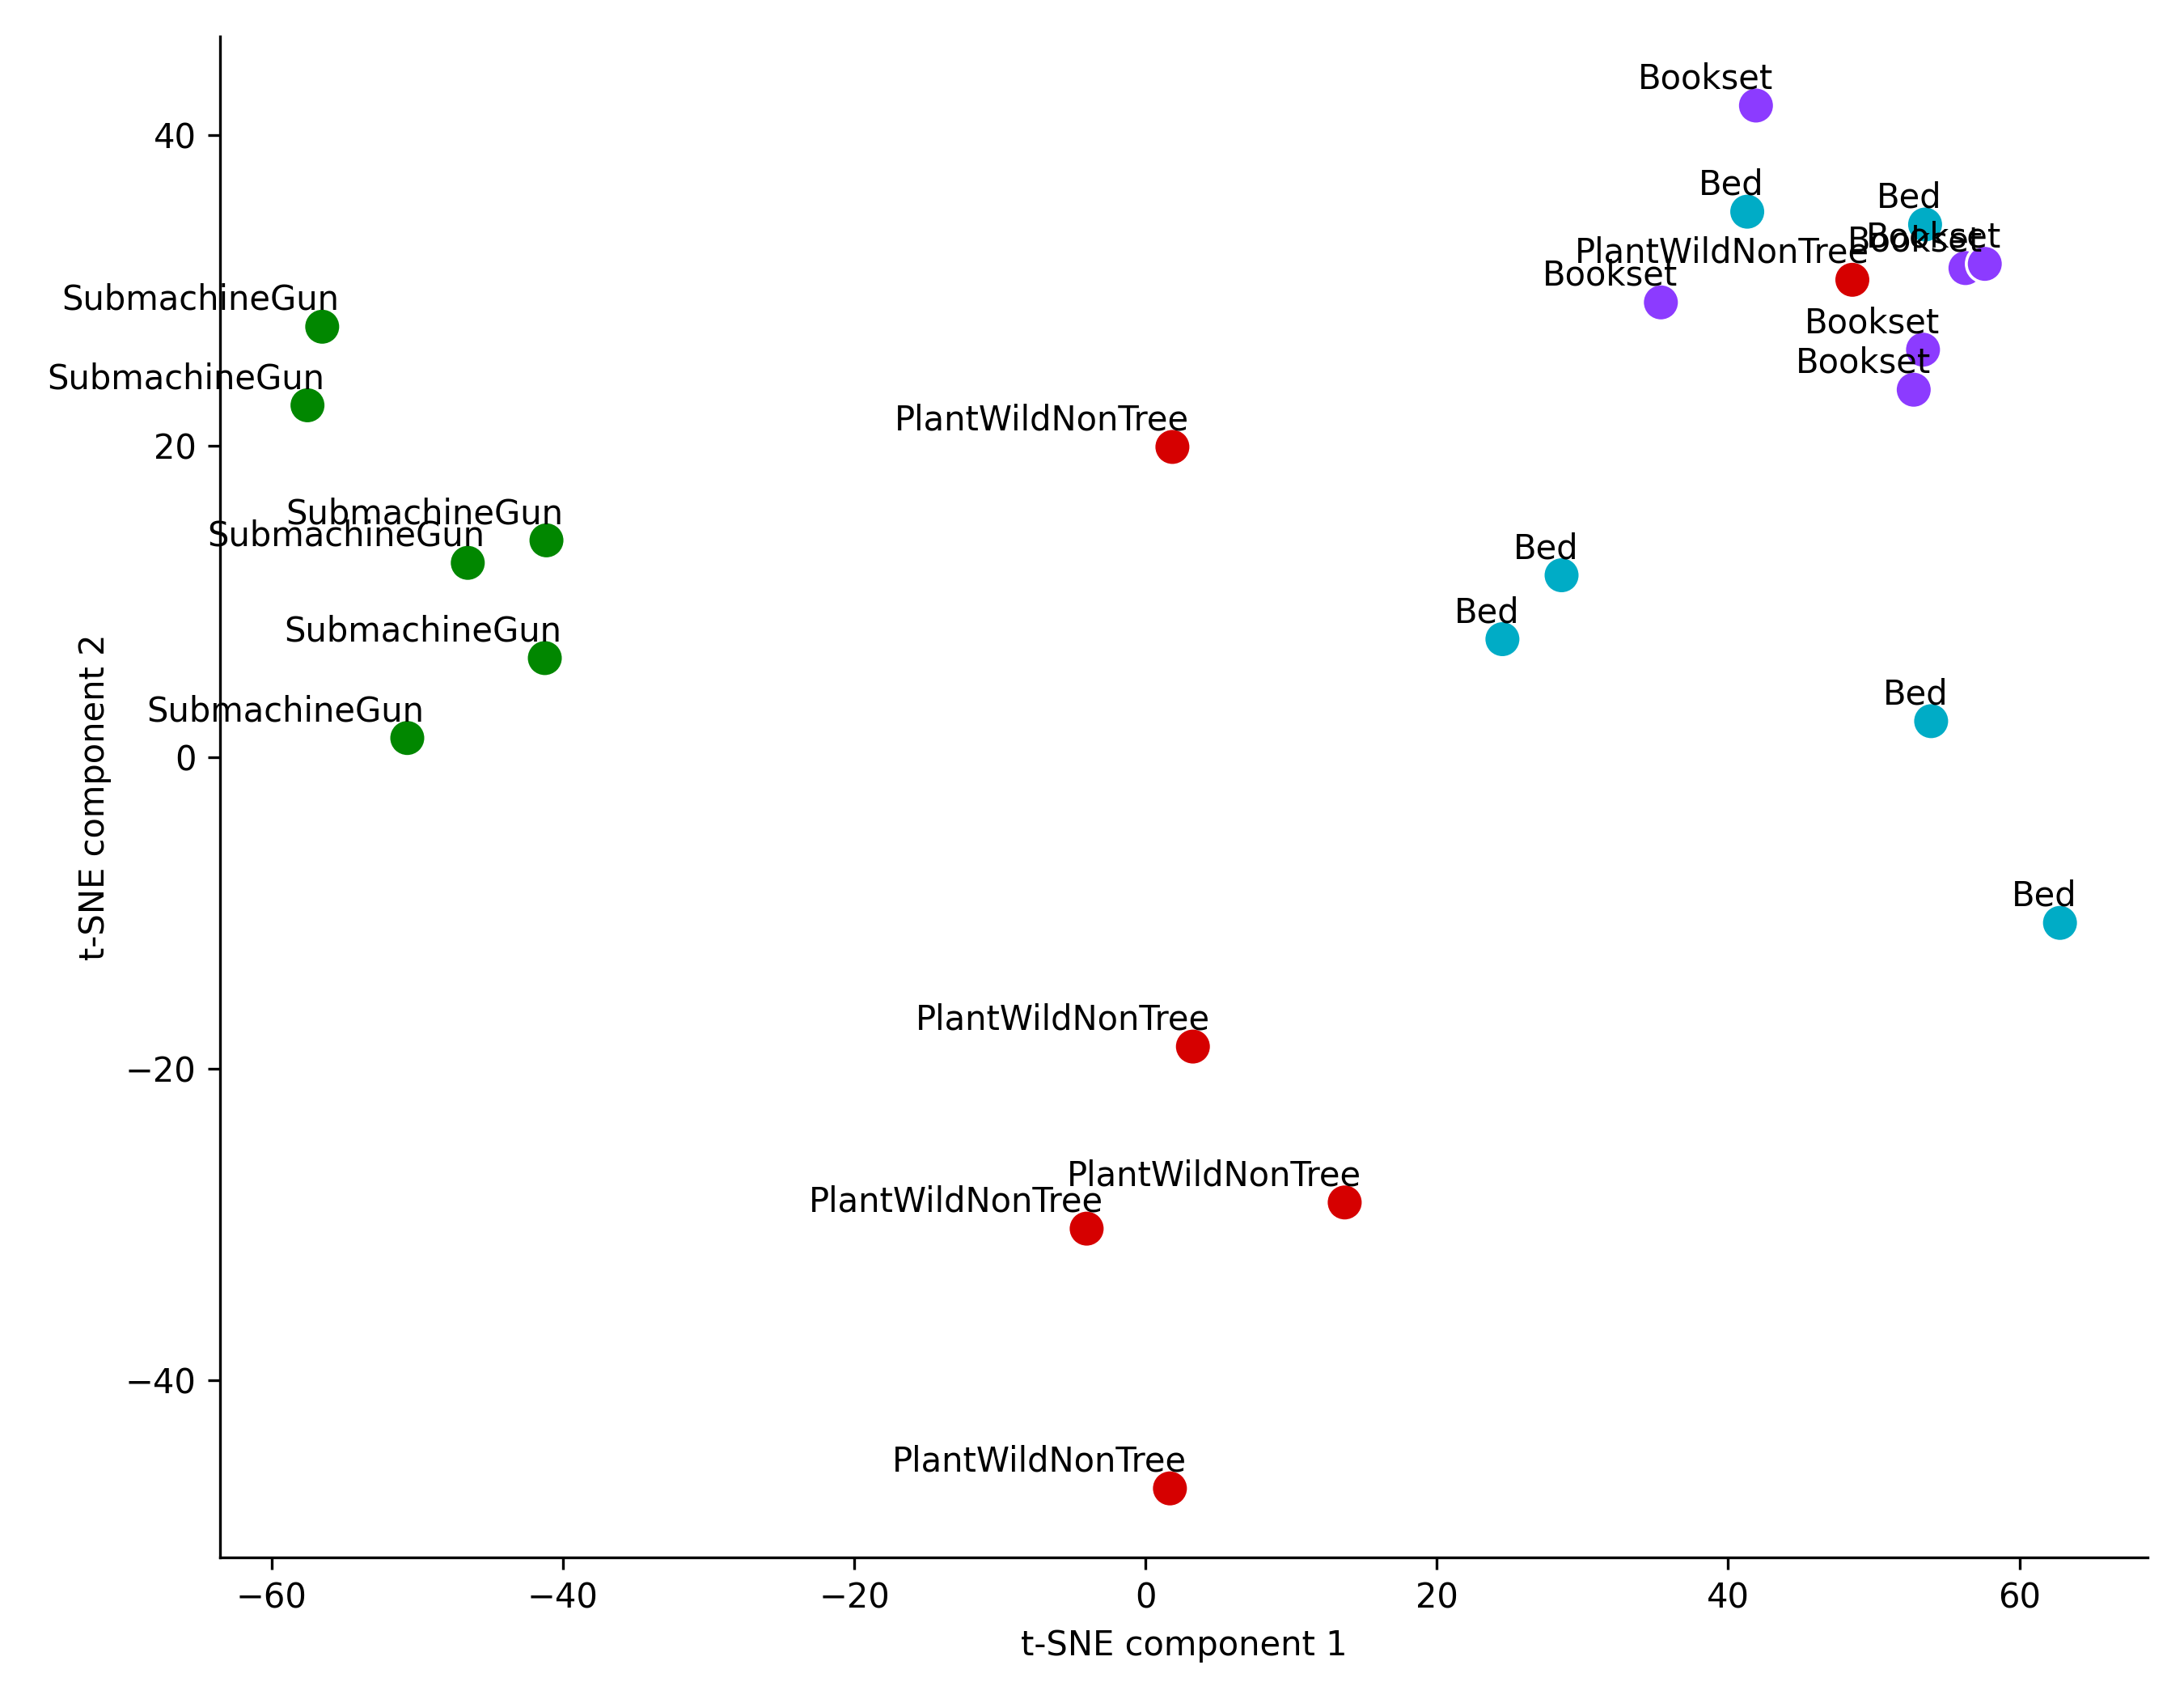 Bookset
40
Bed
Bed
Bookset
Bookset
PlantWildNonTree
Bookset
SubmachineGun
Bookset
SubmachineGun
Bookset
PlantWildNonTree
20
SubmachineGun
SubmachineGun
Bed
Bed
SubmachineGun
Bed
SubmachineGun
0
t-SNE component 2
Bed
PlantWildNonTree
−20
PlantWildNonTree
PlantWildNonTree
−40
PlantWildNonTree
−60 −40 −20 0 20 40 60
t-SNE component 1